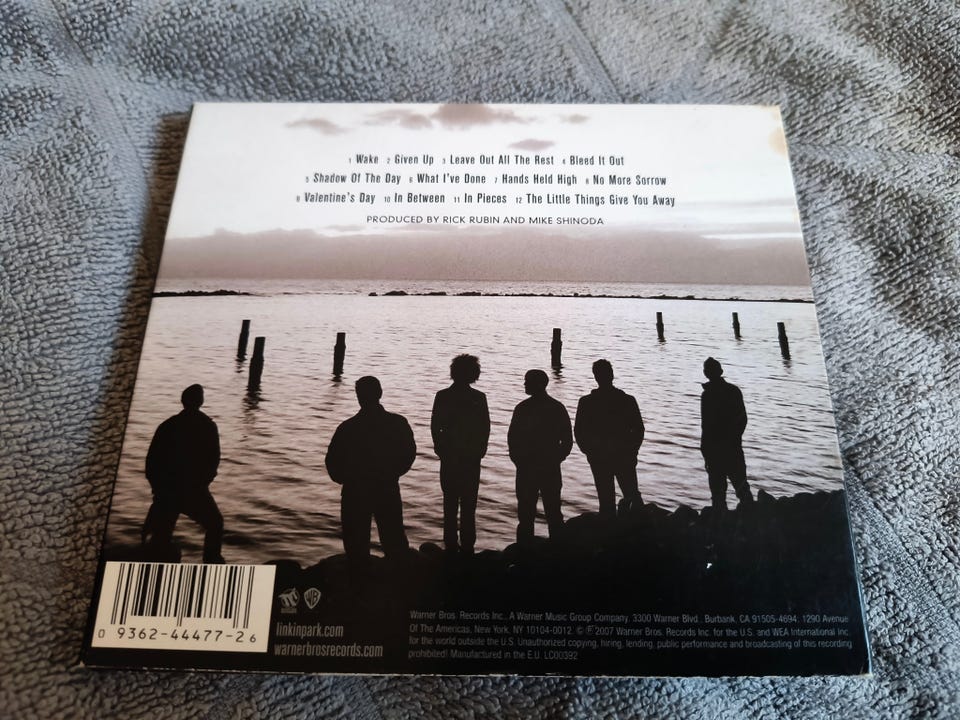 1 Wake 2 Given Up 3 Leave Out All The Rest 4 Bleed It Out
5 Shadow Of The Day 6 What I've Done 7 Hands Held High 8 No More Sorrow
9 Valentine's Day 10 In Between 11 In Pieces 12 The Little Things Give You Away
PRODUCED BY RICK RUBIN AND MIKE SHINODA
0 9362-44477-2 6
WB
linkinpark.com
warnerbrosrecords.com
Warner Bros. Records Inc., A Warner Music Group Company, 3300 Warner Blvd., Burbank, CA 91505-4694. 1290 Avenue
Of The Americas, New York, NY 10104-0012. © ℗ 2007 Warner Bros. Records Inc. for the U.S. and WEA International Inc.
for the world outside the U.S. Unauthorized copying, hiring, lending, public performance and broadcasting of this recording
prohibited! Manufactured in the E.U. LC00392